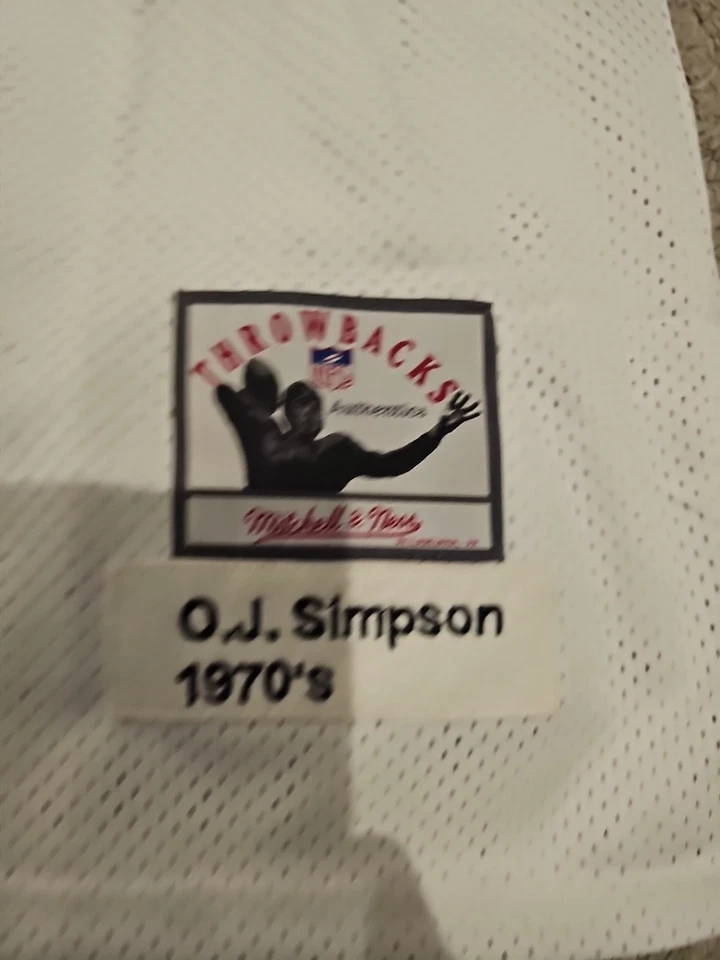 THROWBACKS
NFL
Authentics
Mitchell & Ness
O.J. Simpson
1970's